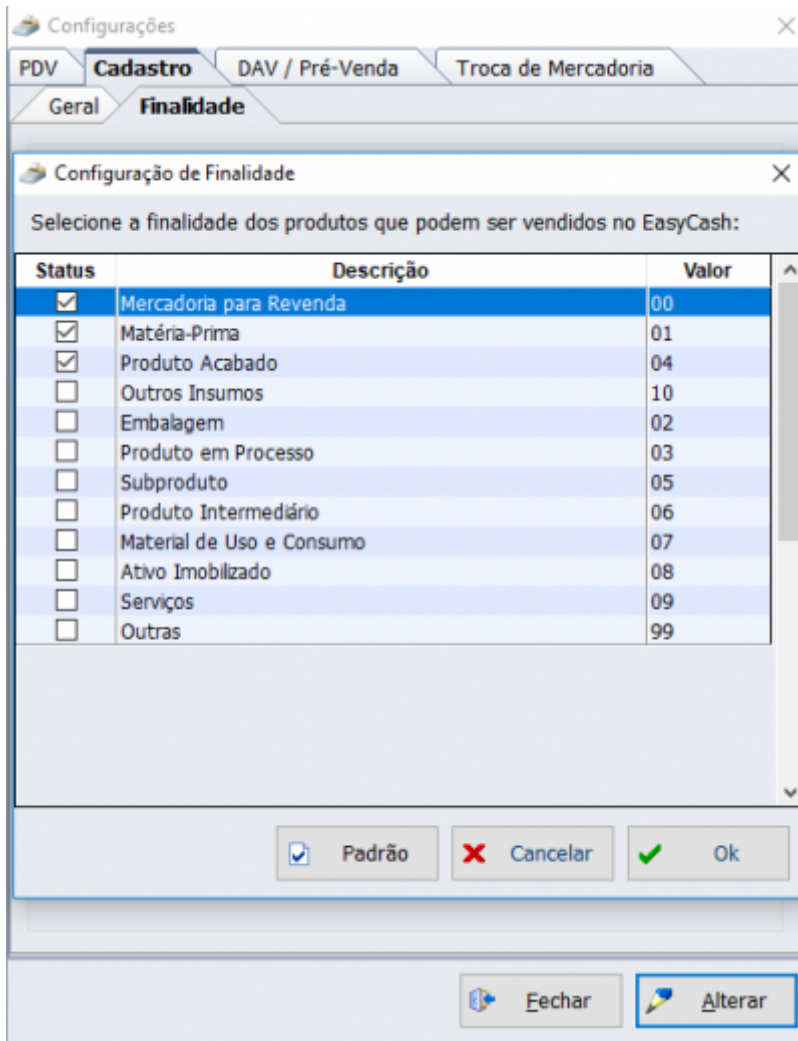 Configurações
PDV Cadastro DAV / Pré-Venda Troca de Mercadoria
Geral Finalidade
Configuração de Finalidade
Selecione a finalidade dos produtos que podem ser vendidos no EasyCash:
Status Descrição Valor
Mercadoria para Revenda 00
Matéria-Prima 01
Produto Acabado 04
Outros Insumos 10
Embalagem 02
Produto em Processo 03
Subproduto 05
Produto Intermediário 06
Material de Uso e Consumo 07
Ativo Imobilizado 08
Serviços 09
Outras 99
Padrão Cancelar Ok
Fechar Alterar